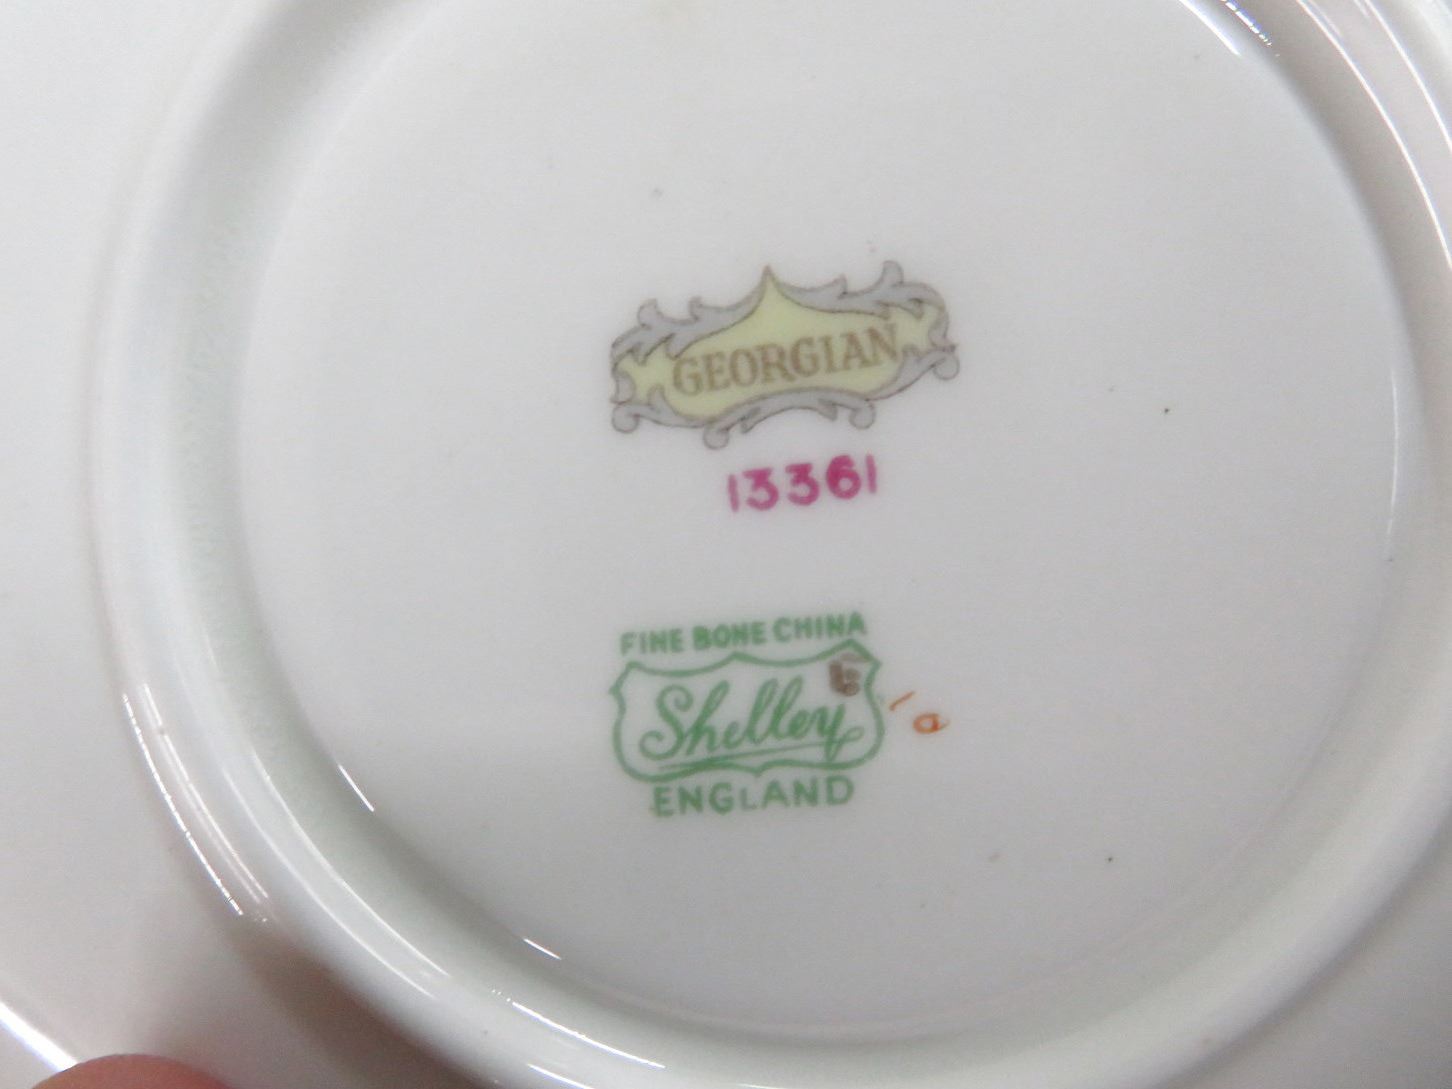 GEORGIAN
13361
FINE BONE CHINA
Shelley
ENGLAND